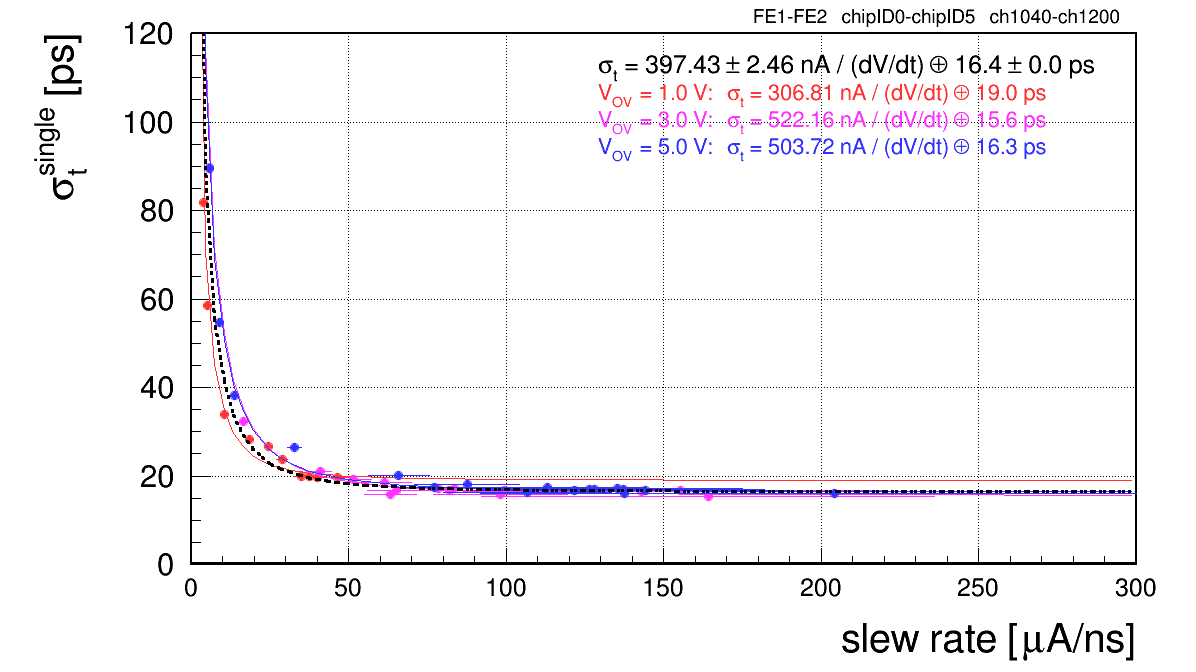 FE1-FE2 chipID0-chipID5 ch1040-ch1200
σt = 397.43 ± 2.46 nA / (dV/dt) ⊕ 16.4 ± 0.0 ps
VOV = 1.0 V: σt = 306.81 nA / (dV/dt) ⊕ 19.0 ps
VOV = 3.0 V: σt = 522.16 nA / (dV/dt) ⊕ 15.6 ps
VOV = 5.0 V: σt = 503.72 nA / (dV/dt) ⊕ 16.3 ps
σt single [ps]
120
100
80
60
40
20
0
0 50 100 150 200 250 300
slew rate [μA/ns]